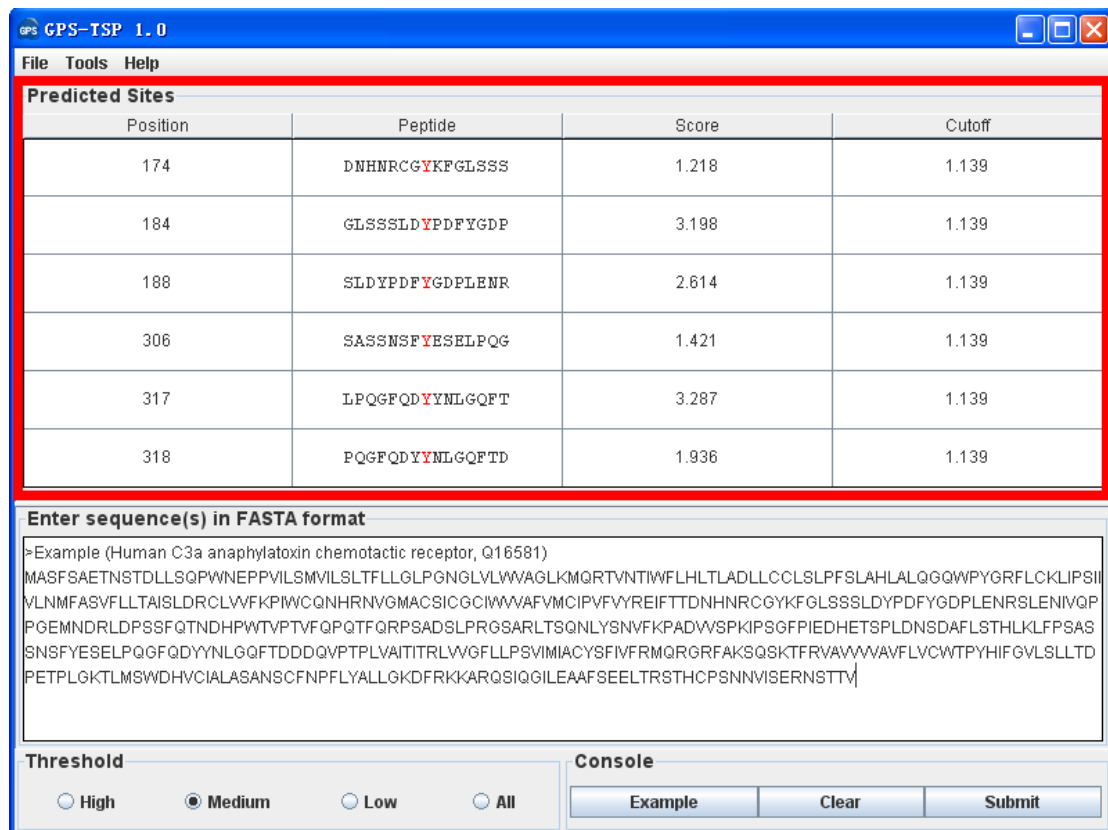 GPS GPS-TSP 1.0
File Tools Help
Predicted Sites
Position Peptide Score Cutoff
174 DNHNRCGYKFGLSSS 1.218 1.139
184 GLSSSLDYPDFYGDP 3.198 1.139
188 SLDYPDFYGDPLENR 2.614 1.139
306 SASSNSFYESELPQG 1.421 1.139
317 LPQGFQDYYNLGQFT 3.287 1.139
318 PQGFQDYYNLGQFTD 1.936 1.139
Enter sequence(s) in FASTA format
>Example (Human C3a anaphylatoxin chemotactic receptor, Q16581)
MASFSAETNSTDLLSQPWNEPPVILSMVILSLTFLLGLPGNGLVLWVAGLKMQRTVNTIWFLHLTLADLLCCLSLPFSLAHLALQGQWPYGRFLCKLIPSII
VLNMFASVFLLTAISLDRCLVVFKPIWCQNHRNVGMACSICGCIWVVAFVMCIPVFVYREIFTTDNHNRCGYKFGLSSSLDYPDFYGDPLENRSLENIVQP
PGEMNDRLDPSSFQTNDHPWTVPTVFQPQTFQRPSADSLPRGSARLTSQNLYSNVFKPADVVSPKIPSGFPIEDHETSPLDNSDAFLSTHLKLFPSAS
SNSFYESELPQGFQDYYNLGQFTDDDQVPTPLVAITITRLVVGFLLPSVIMIACYSFIVFRMQRGRFAKSQSKTFRVAVVVVAVFLVCWTPYHIFGVLSLLTD
PETPLGKTLMSWDHVCIALASANSCFNPFLYALLGKDFRKKARQSIQGILEAAFSEELTRSTHCPSNNVISERNSTTV
Threshold Console
High Medium Low All Example Clear Submit